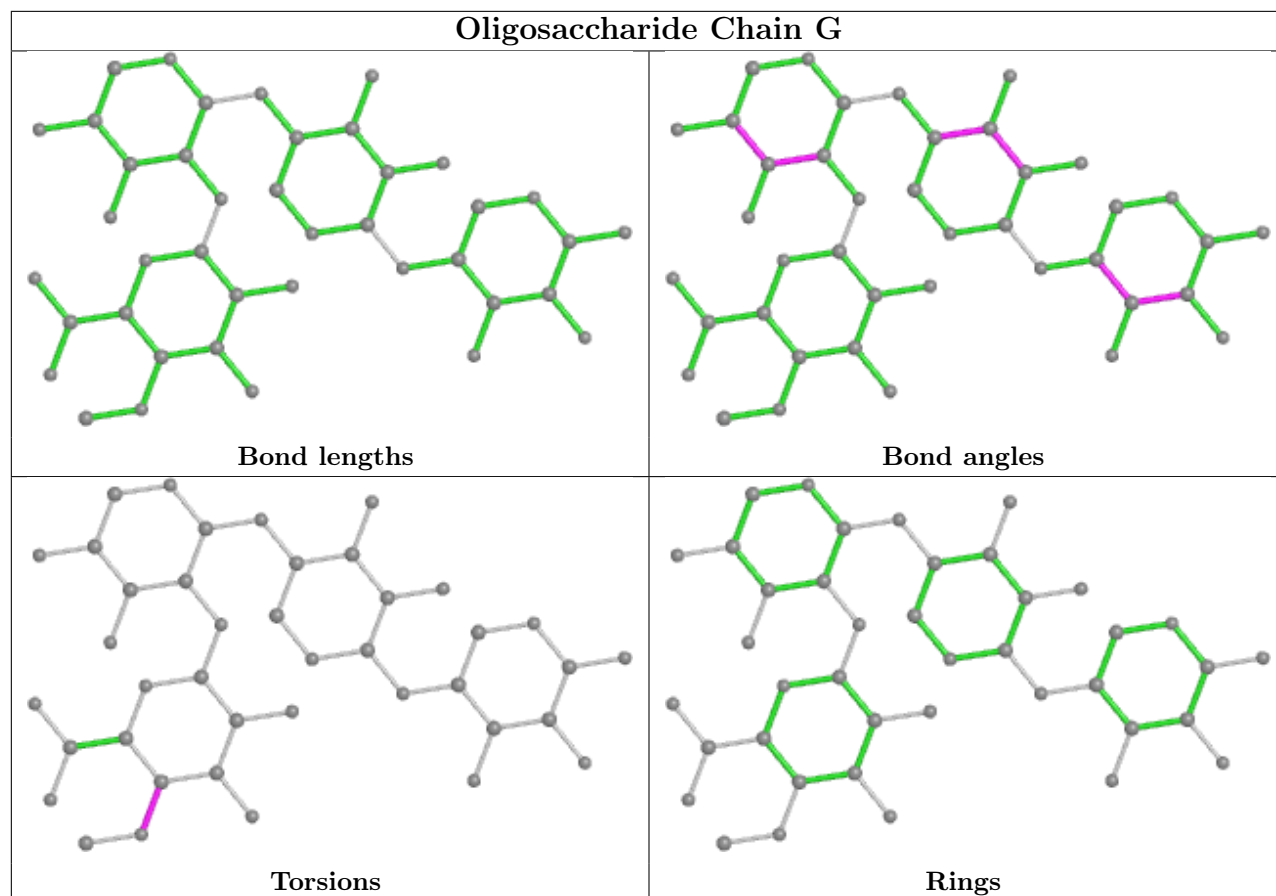 Oligosaccharide Chain G
Bond lengths
Bond angles
Torsions
Rings